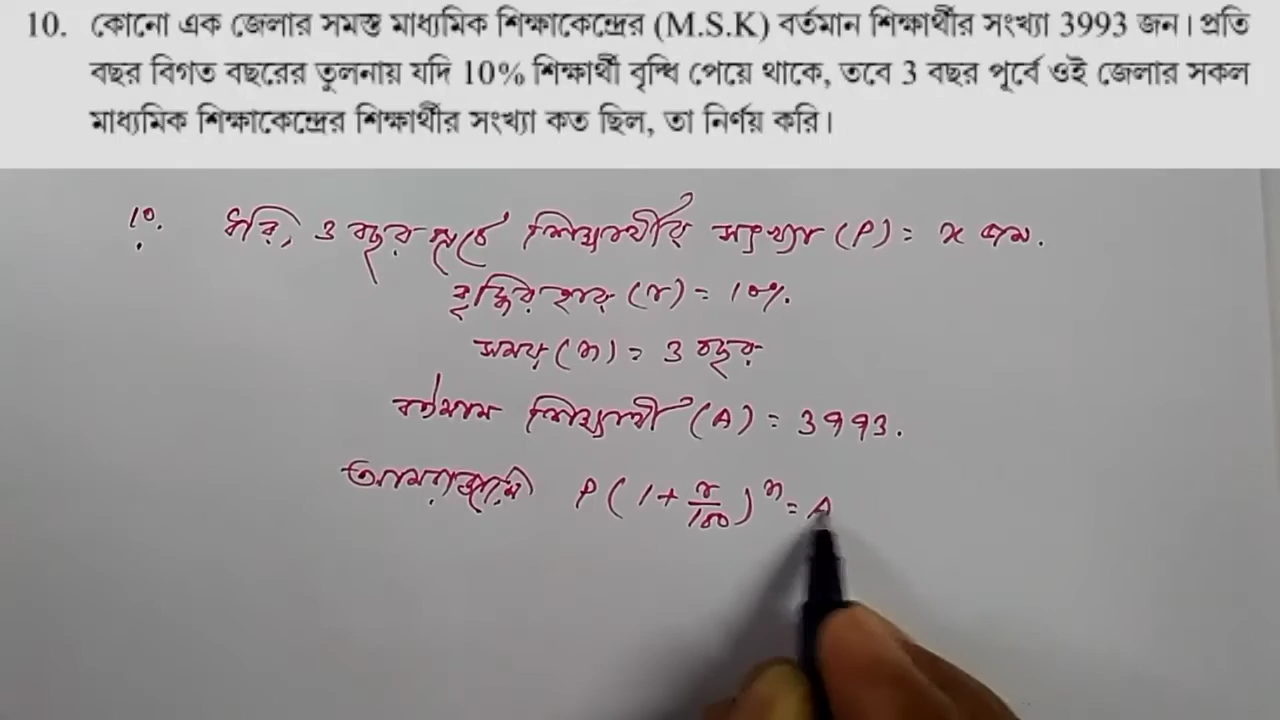 10. কোনো এক জেলার সমস্ত মাধ্যমিক শিক্ষাকেন্দ্রের (M.S.K) বর্তমান শিক্ষার্থীর সংখ্যা 3993 জন। প্রতি
বছর বিগত বছরের তুলনায় যদি 10% শিক্ষার্থী বৃদ্ধি পেয়ে থাকে, তবে 3 বছর পূর্বে ওই জেলার সকল
মাধ্যমিক শিক্ষাকেন্দ্রের শিক্ষার্থীর সংখ্যা কত ছিল, তা নির্ণয় করি।
10. ধরি, 3 বছর পূর্বে শিক্ষার্থীর সংখ্যা (P) = x জন.
বৃদ্ধির হার (r) = 10%.
সময় (n) = 3 বছর
বর্তমান শিক্ষার্থী (A) = 3993.
আমরা জানি P(1+r/100)^n = A